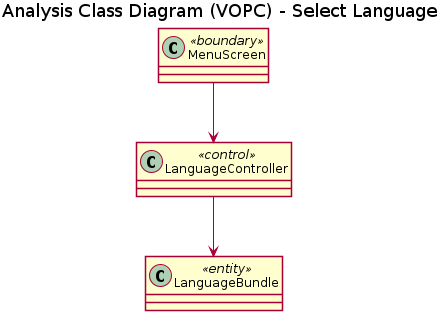 Analysis Class Diagram (VOPC) - Select Language
C
«boundary»
MenuScreen
C
«control»
LanguageController
C
«entity»
LanguageBundle